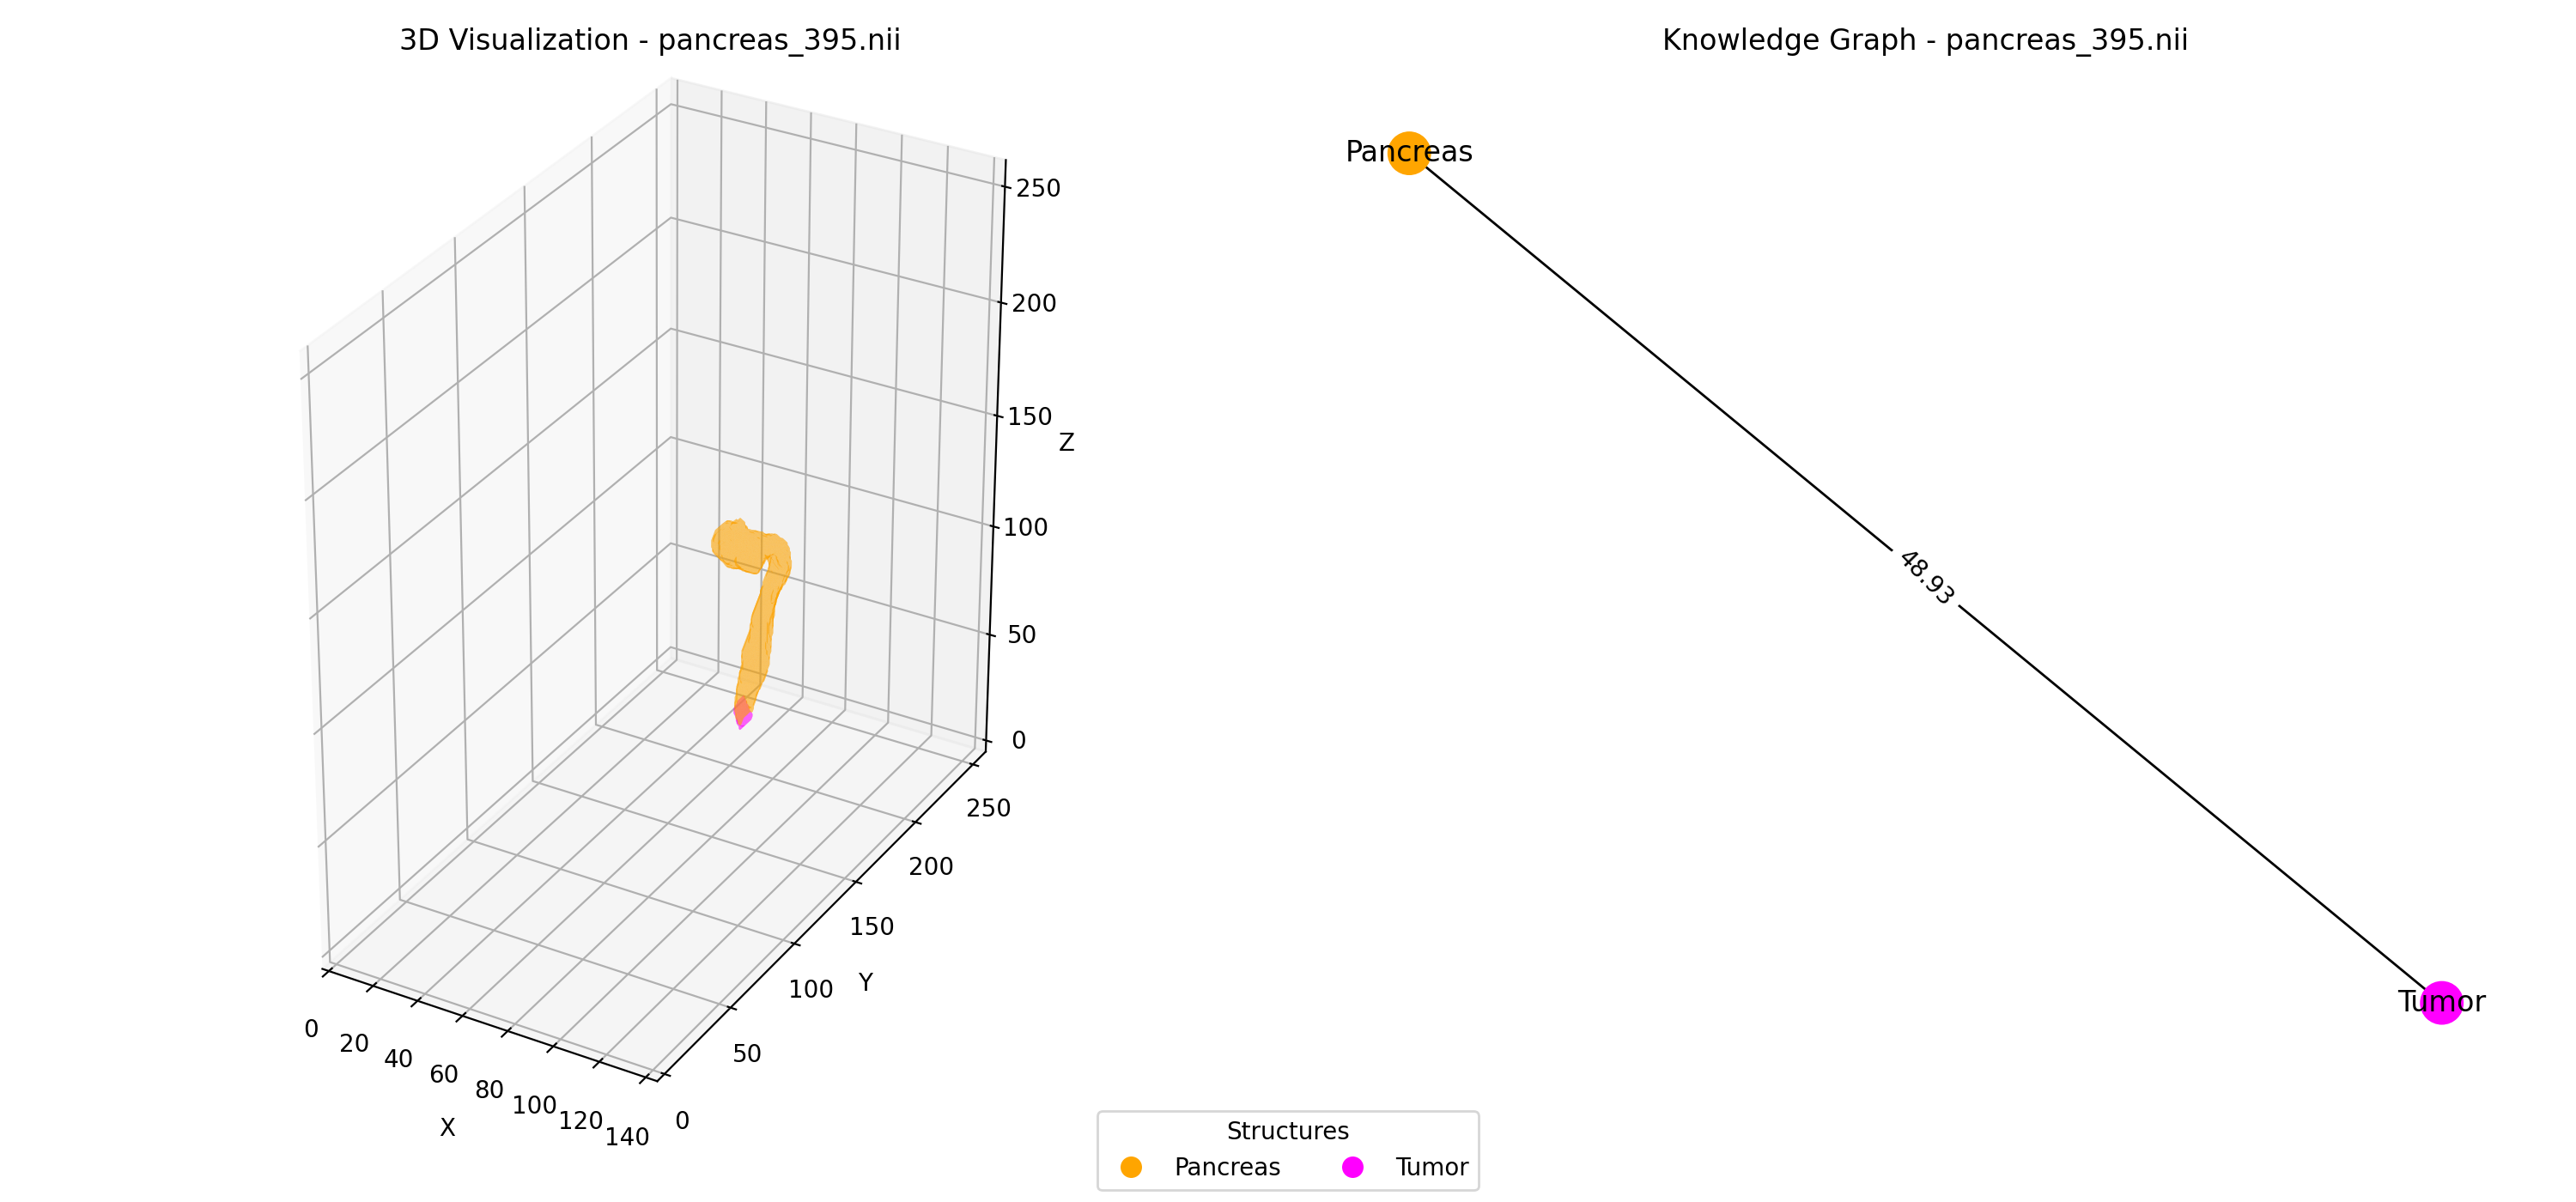 3D Visualization - pancreas_395.nii
250
200
150
100
50
0
Z
250
200
150
100
50
0
Y
0
20
40
60
80
100
120
140
X
Knowledge Graph - pancreas_395.nii
Pancreas
48.93
Tumor
Structures
Pancreas
Tumor